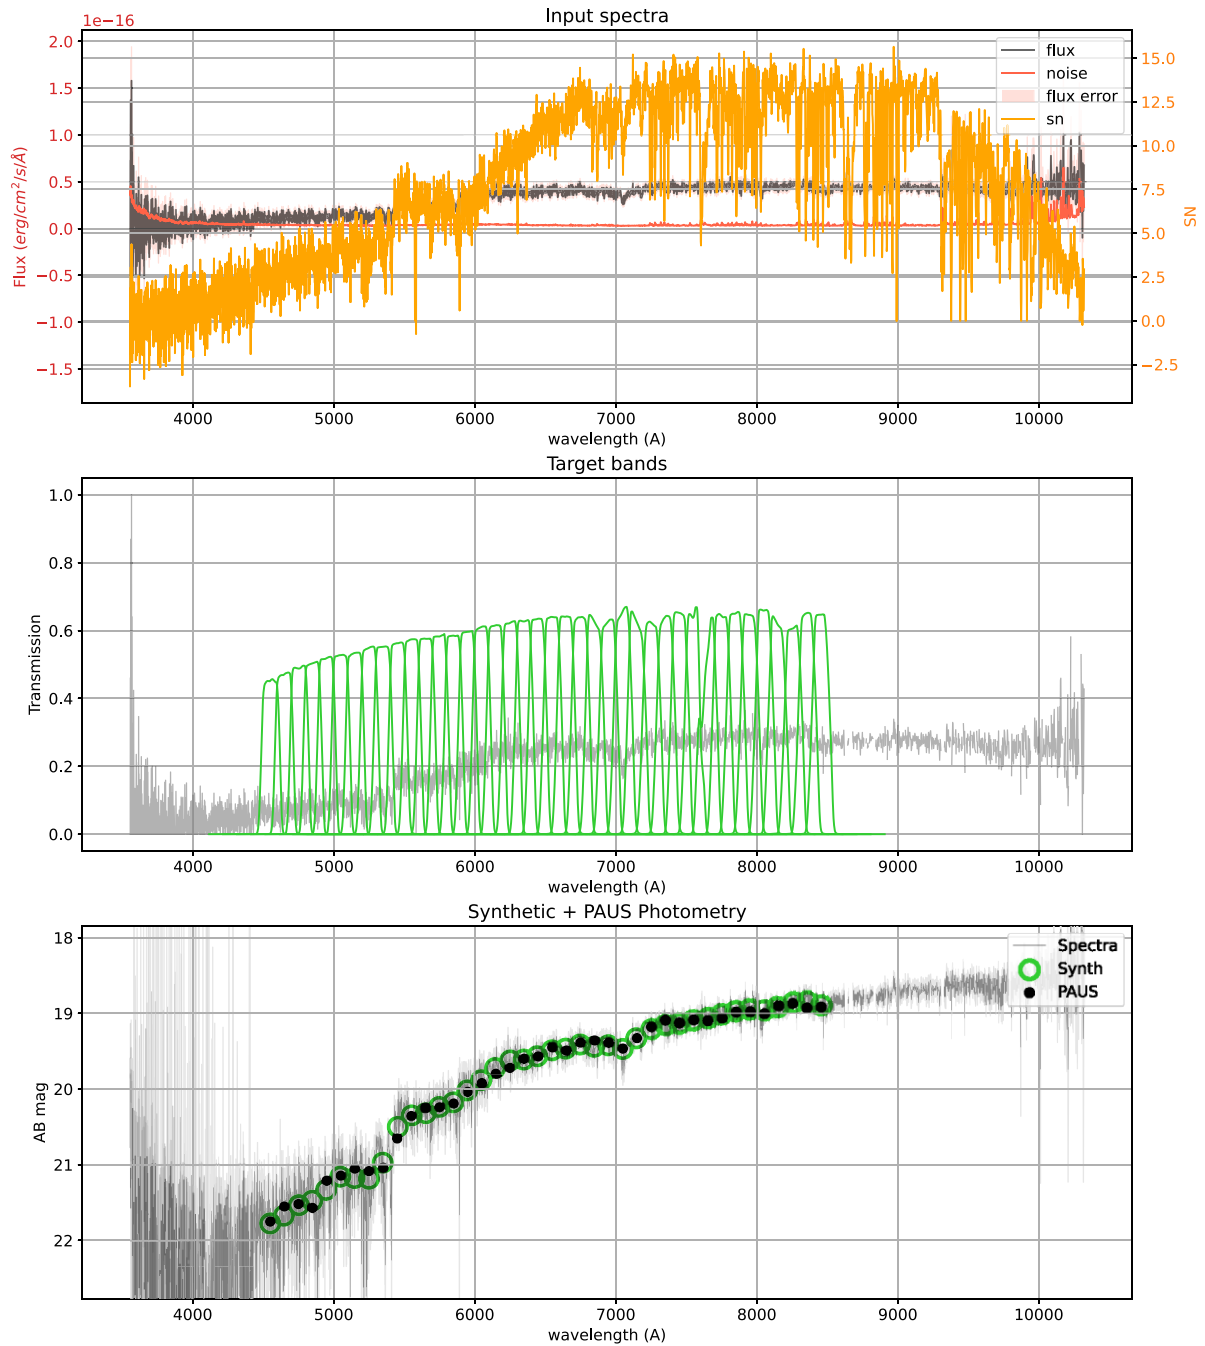 Input spectra
1e−16
2.0
1.5
1.0
0.5
0.0
−0.5
−1.0
−1.5
Flux (erg/cm²/s/Å)
15.0
12.5
10.0
7.5
5.0
2.5
0.0
−2.5
SN
flux
noise
flux error
sn
4000 5000 6000 7000 8000 9000 10000
wavelength (A)
Target bands
1.0
0.8
0.6
0.4
0.2
0.0
Transmission
4000 5000 6000 7000 8000 9000 10000
wavelength (A)
Synthetic + PAUS Photometry
18
19
20
21
22
AB mag
Spectra
Synth
PAUS
4000 5000 6000 7000 8000 9000 10000
wavelength (A)